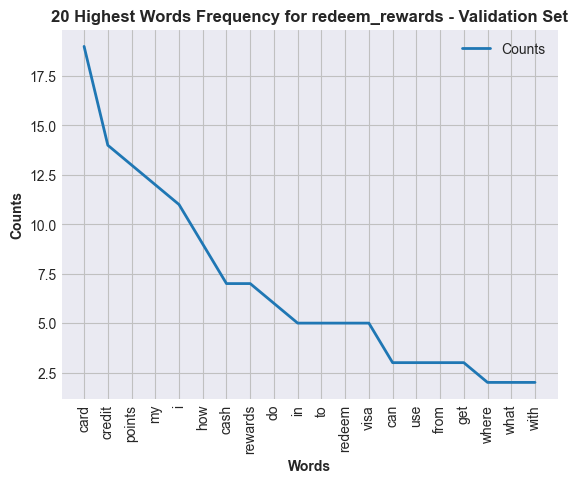 20 Highest Words Frequency for redeem_rewards - Validation Set
Counts
17.5
15.0
12.5
10.0
7.5
5.0
2.5
Counts
card
credit
points
my
i
how
cash
rewards
do
in
to
redeem
visa
can
use
from
get
where
what
with
Words